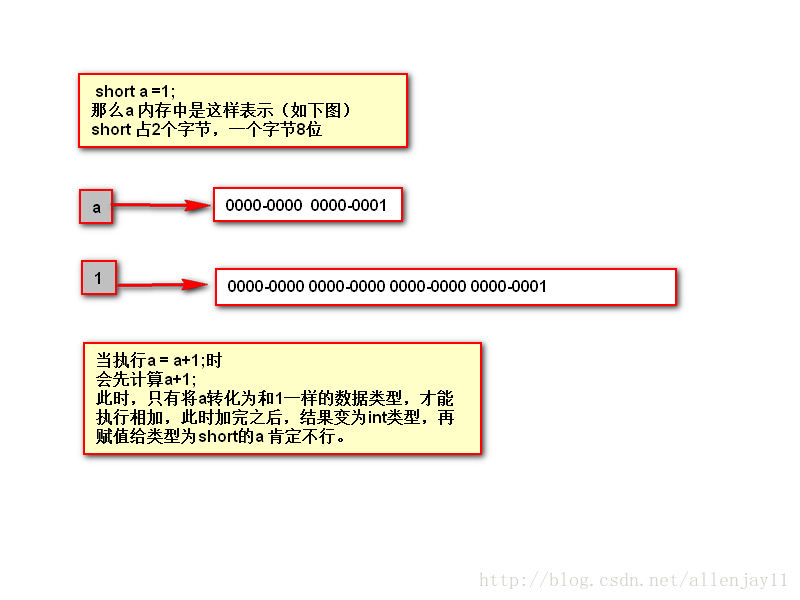 short a =1;
那么a 内存中是这样表示（如下图）
short 占2个字节，一个字节8位
a
0000-0000 0000-0001
1
0000-0000 0000-0000 0000-0000 0000-0001
当执行a = a+1;时
会先计算a+1;
此时，只有将a转化为和1一样的数据类型，才能
执行相加，此时加完之后，结果变为int类型，再
赋值给类型为short的a 肯定不行。
http://blog.csdn.net/allenjay11